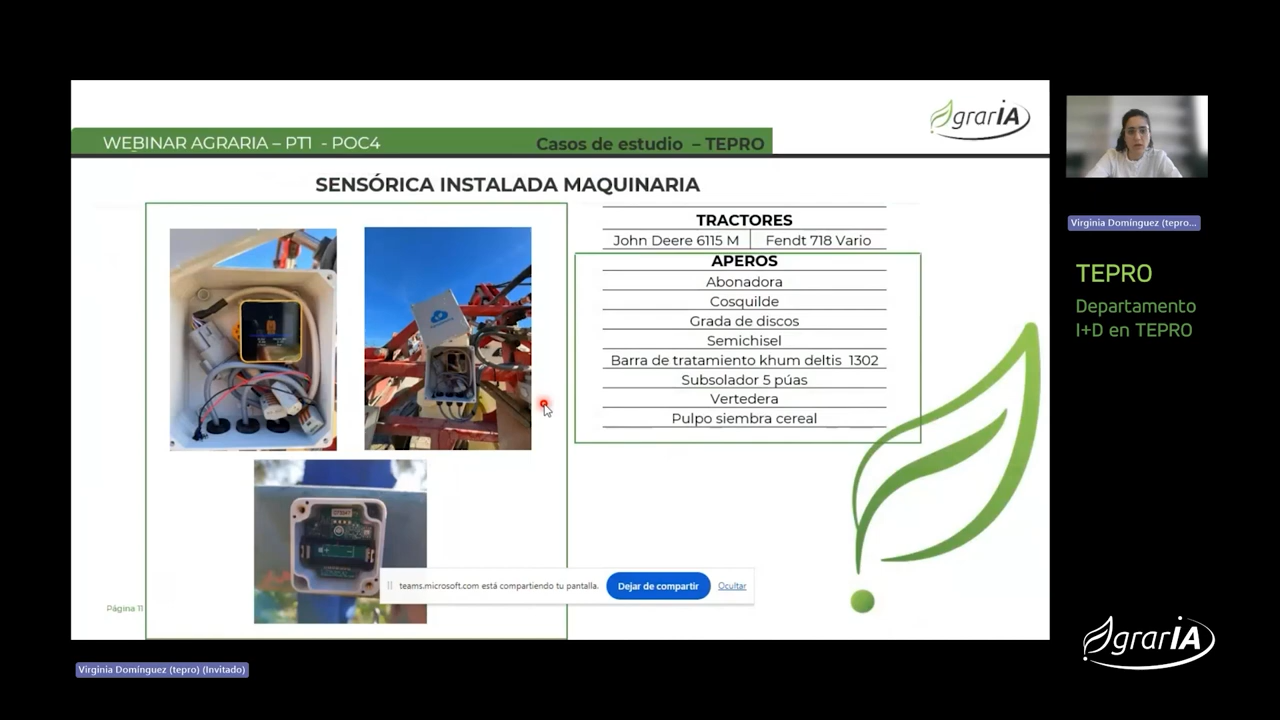 AgrarIA
WEBINAR AGRARIA – PT1 - POC4
Casos de estudio – TEPRO
SENSÓRICA INSTALADA MAQUINARIA
TRACTORES
John Deere 6115 M
Fendt 718 Vario
APEROS
Abonadora
Cosquilde
Grada de discos
Semichisel
Barra de tratamiento khum deltis 1302
Subsolador 5 púas
Vertedera
Pulpo siembra cereal
teams.microsoft.com está compartiendo tu pantalla.
Dejar de compartir
Ocultar
Página 11
Virginia Domínguez (tepro) (Invitado)
Virginia Domínguez (tepro...
TEPRO
Departamento
I+D en TEPRO
AgrarIA